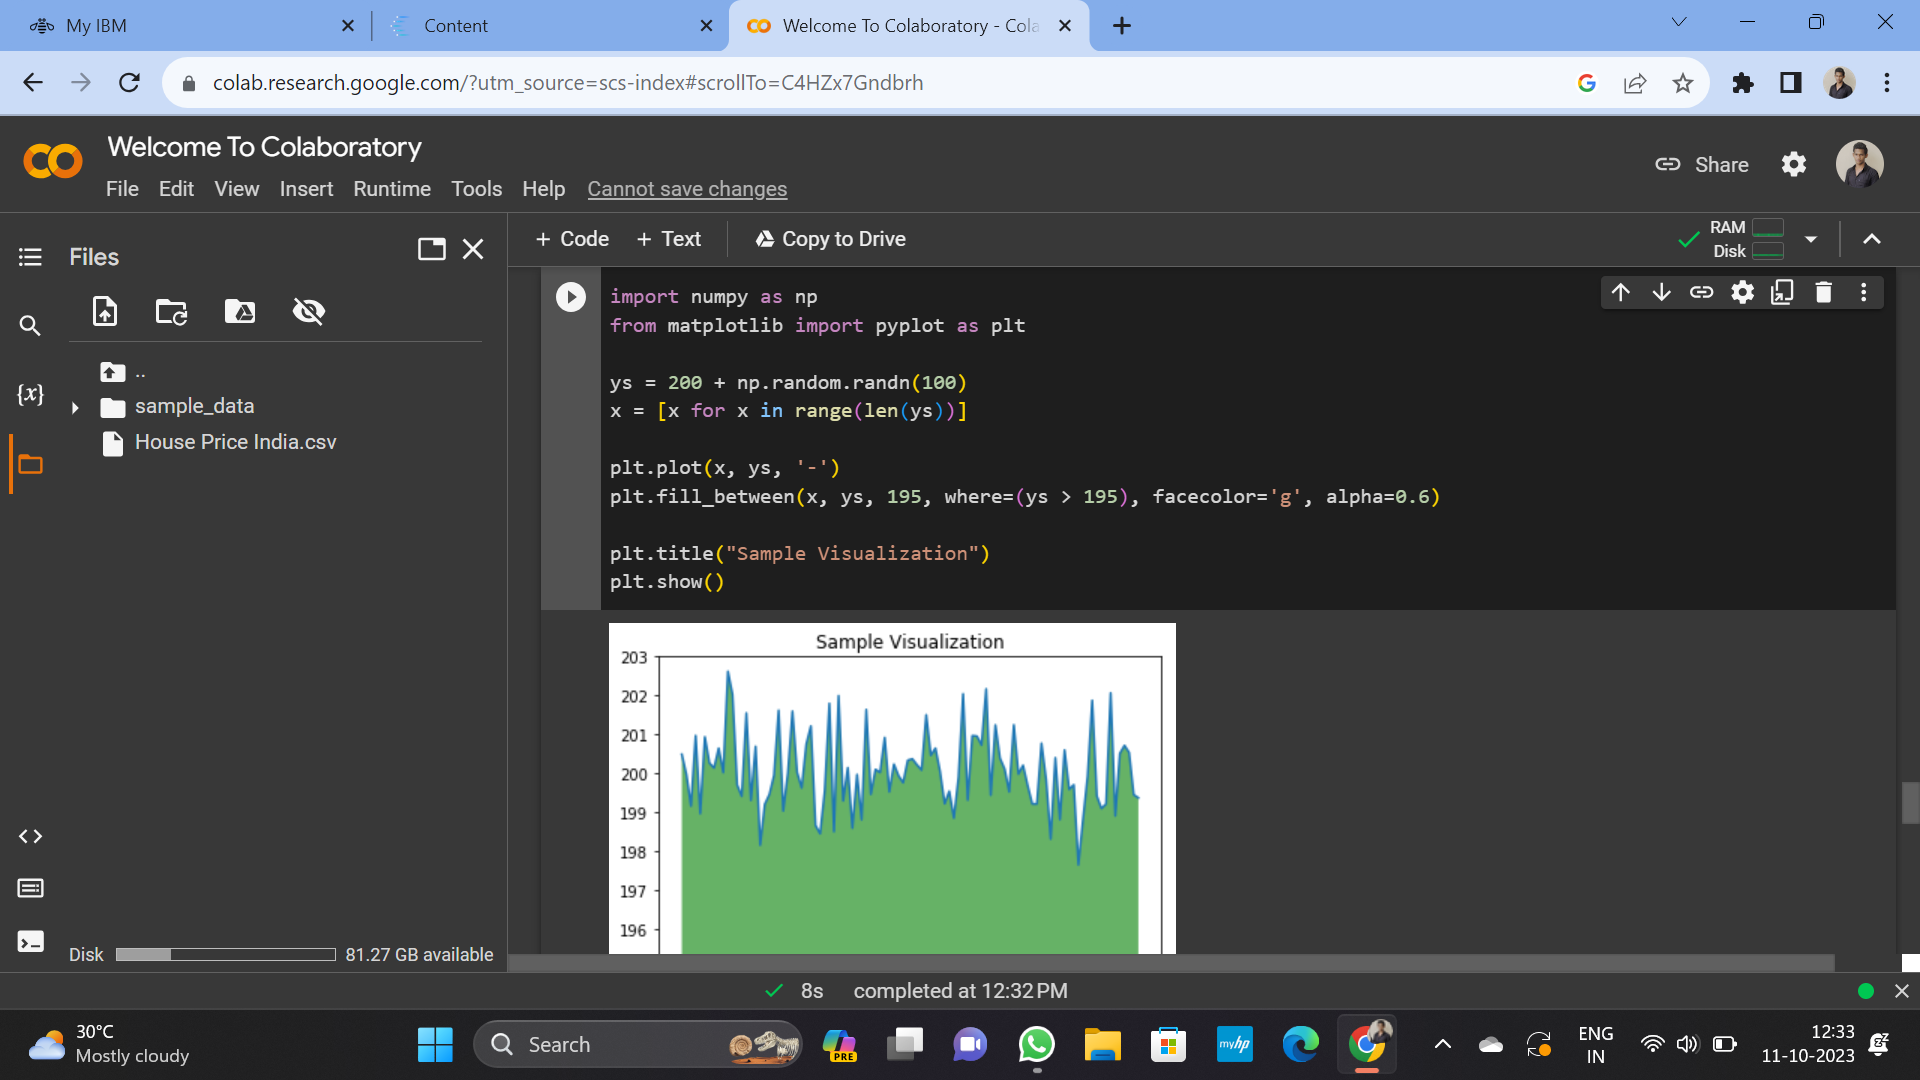 My IBM
Content
Welcome To Colaboratory - Cola
colab.research.google.com/?utm_source=scs-index#scrollTo=C4HZx7Gndbrh
Welcome To Colaboratory
File Edit View Insert Runtime Tools Help Cannot save changes
Share
Files
+ Code + Text Copy to Drive
RAM
Disk
{x}
..
sample_data
House Price India.csv
import numpy as np
from matplotlib import pyplot as plt
ys = 200 + np.random.randn(100)
x = [x for x in range(len(ys))]
plt.plot(x, ys, '-')
plt.fill_between(x, ys, 195, where=(ys > 195), facecolor='g', alpha=0.6)
plt.title("Sample Visualization")
plt.show()
Sample Visualization
203
202
201
200
199
198
197
196
Disk 81.27 GB available
8s completed at 12:32 PM
30°C
Mostly cloudy
Search
PRE
myhp
ENG
IN
12:33
11-10-2023